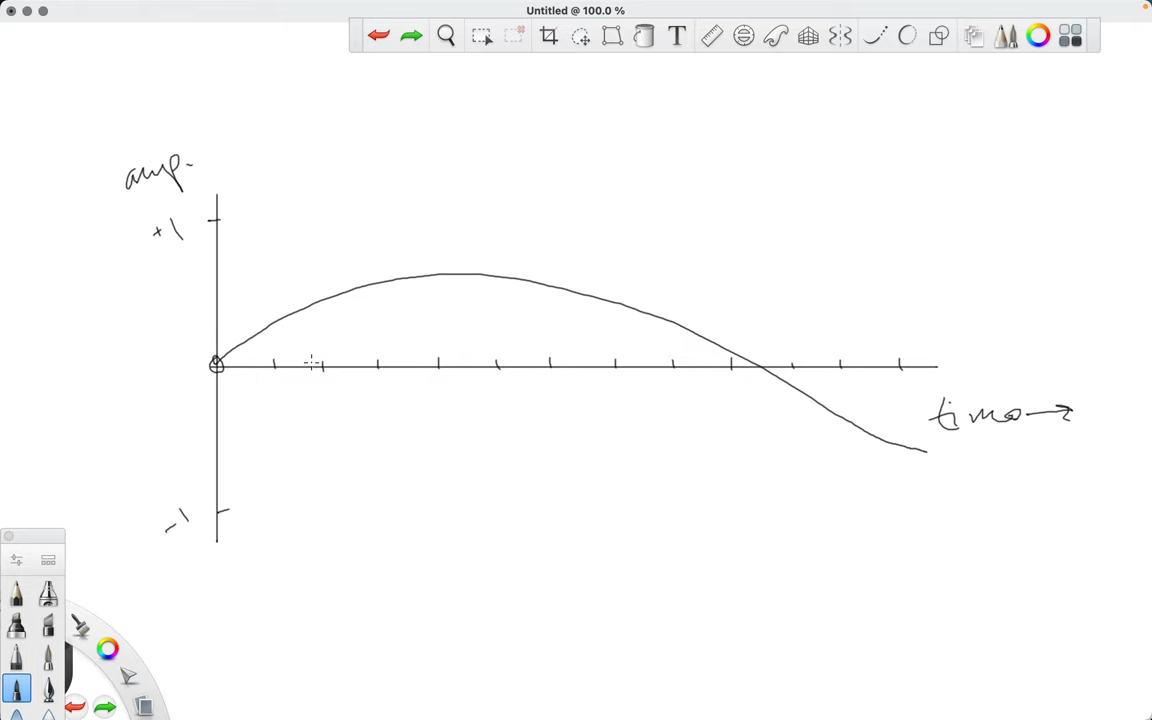 Untitled @ 100.0 %
T
amp.
+1
time →
-1